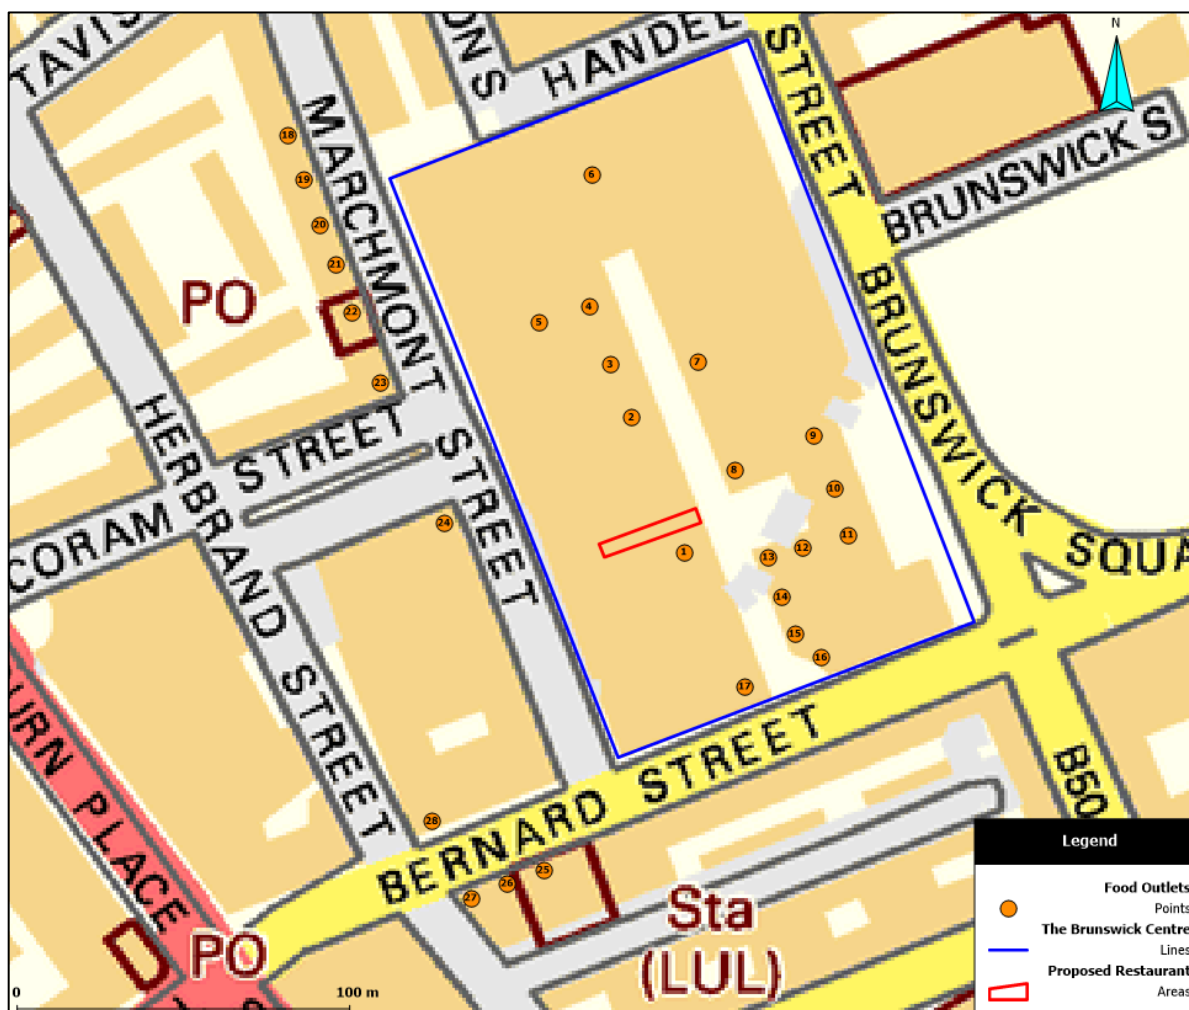 TAVIS
ONS
HANDEL
STREET
N
MARCHMONT
STREET
BRUNSWICK S
BRUNSWICK
SQUA
18
19
20
21
22
23
PO
6
4
5
3
7
2
9
8
10
11
12
13
1
14
15
16
17
HERBRAND
STREET
CORAM
STREET
24
URN PLACE
28
BERNARD
STREET
25
26
27
B50
Sta
(LUL)
PO
0
100 m
Legend
Food Outlets
Points
The Brunswick Centre
Lines
Proposed Restaurant
Areas